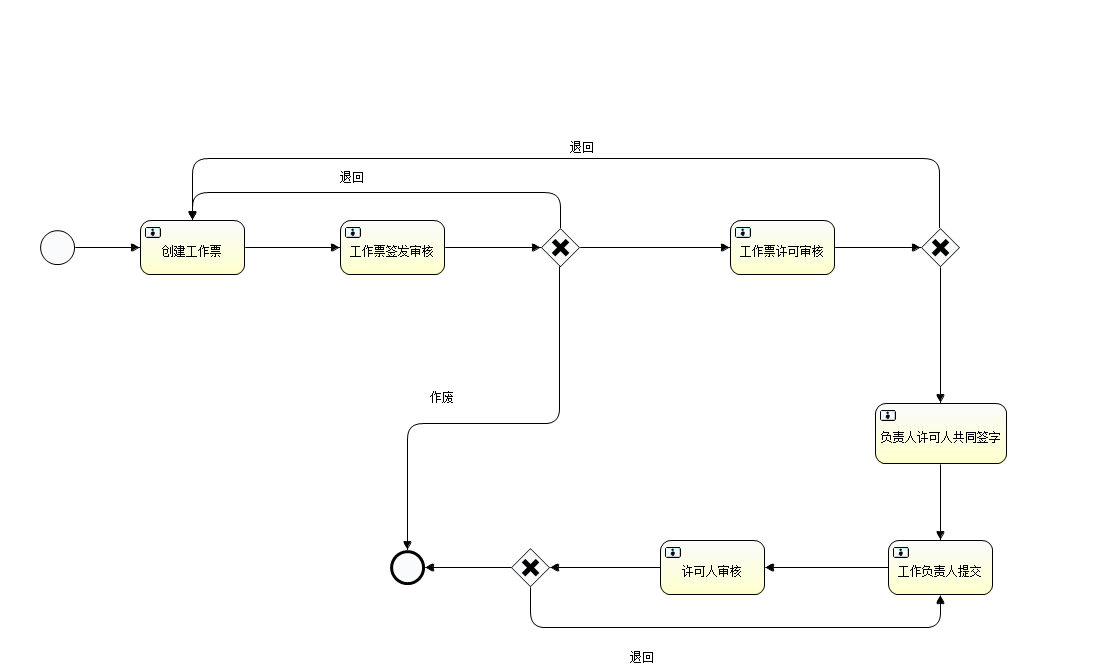 退回
退回
创建工作票
工作票签发审核
工作票许可审核
作废
负责人许可人共同签字
许可人审核
工作负责人提交
退回